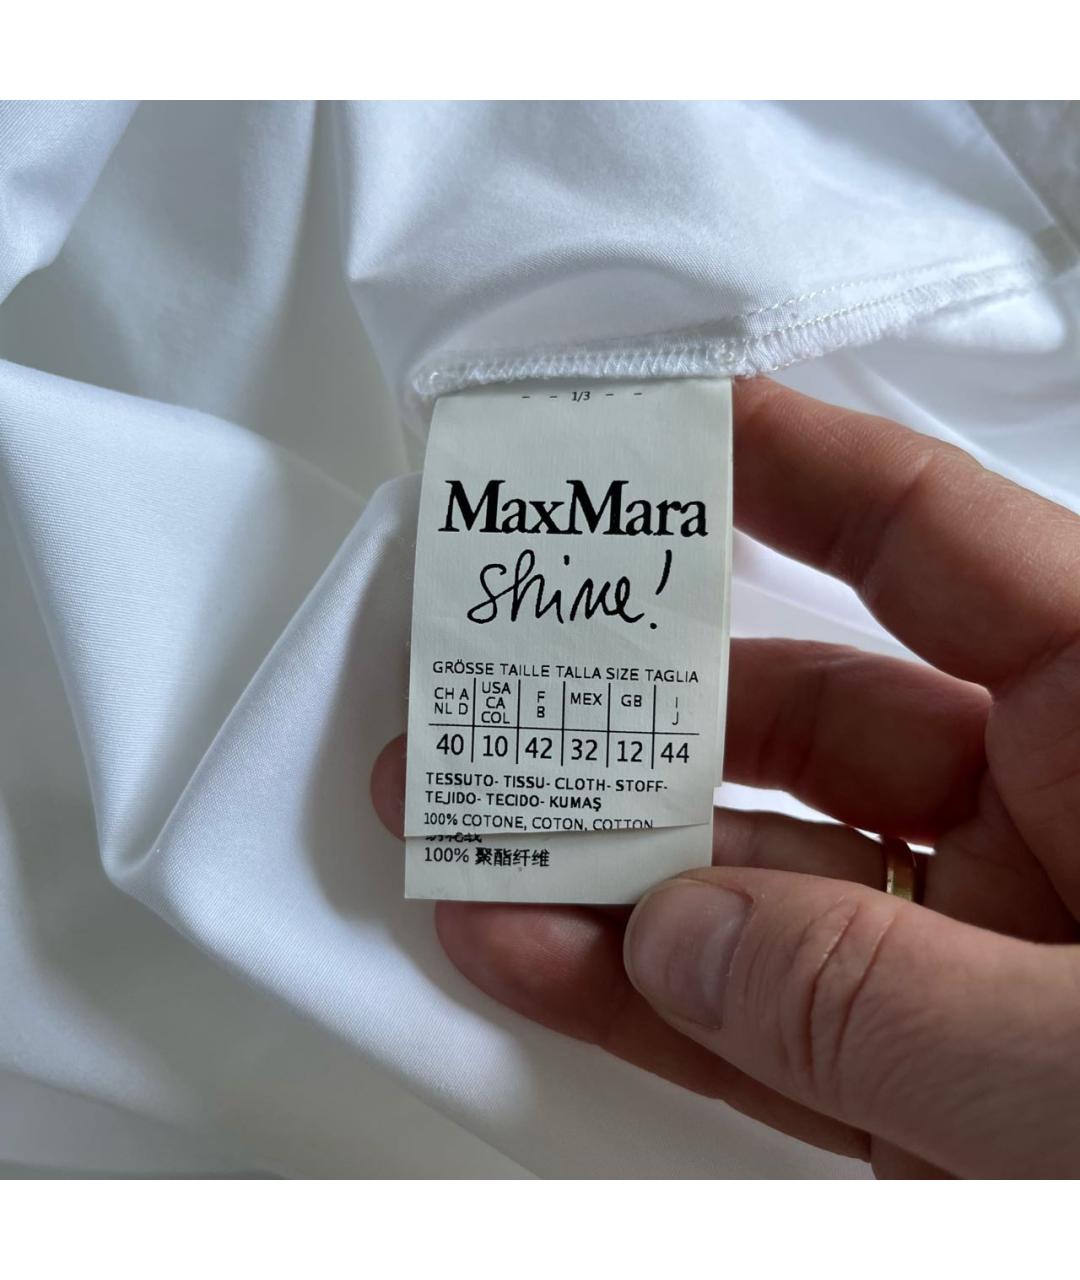 - - 1/3 - -
MaxMara
Shine!
GRÖSSE TAILLE TALLA SIZE TAGLIA
CH A NL D | USA CA COL | F B | MEX | GB | I J
40 | 10 | 42 | 32 | 12 | 44
TESSUTO- TISSU- CLOTH- STOFF-
TEJIDO- TECIDO- KUMAŞ
100% COTONE, COTON, COTTON
100% 聚酯纤维